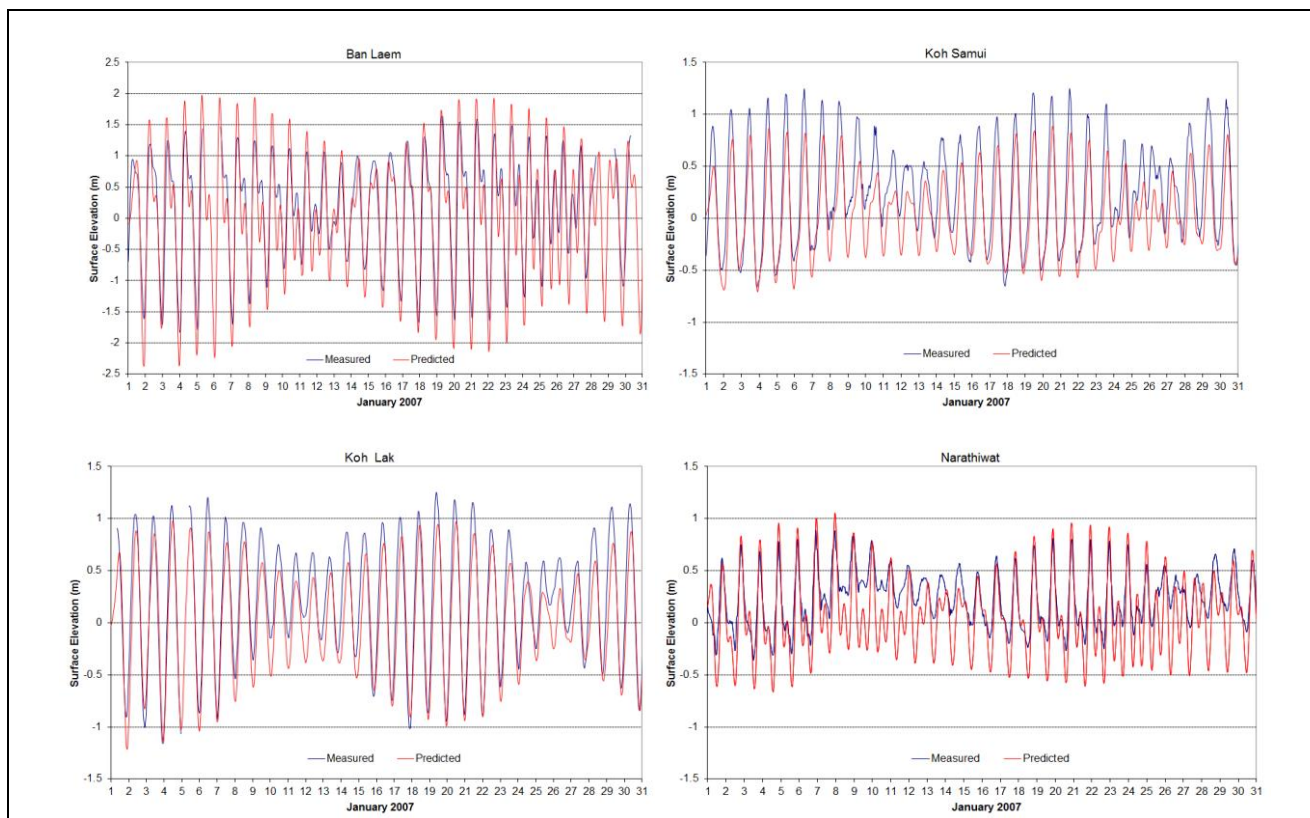 Ban Laem
Surface Elevation (m)
2.5
2
1.5
1
0.5
0
-0.5
-1
-1.5
-2
-2.5
Measured
Predicted
1 2 3 4 5 6 7 8 9 10 11 12 13 14 15 16 17 18 19 20 21 22 23 24 25 26 27 28 29 30 31
January 2007
Koh Samui
Surface Elevation (m)
1.5
1
0.5
0
-0.5
-1
-1.5
Measured
Predicted
1 2 3 4 5 6 7 8 9 10 11 12 13 14 15 16 17 18 19 20 21 22 23 24 25 26 27 28 29 30 31
January 2007
Koh Lak
Surface Elevation (m)
1.5
1
0.5
0
-0.5
-1
-1.5
Measured
Predicted
1 2 3 4 5 6 7 8 9 10 11 12 13 14 15 16 17 18 19 20 21 22 23 24 25 26 27 28 29 30 31
January 2007
Narathiwat
Surface Elevation (m)
1.5
1
0.5
0
-0.5
-1
-1.5
Measured
Predicted
1 2 3 4 5 6 7 8 9 10 11 12 13 14 15 16 17 18 19 20 21 22 23 24 25 26 27 28 29 30 31
January 2007